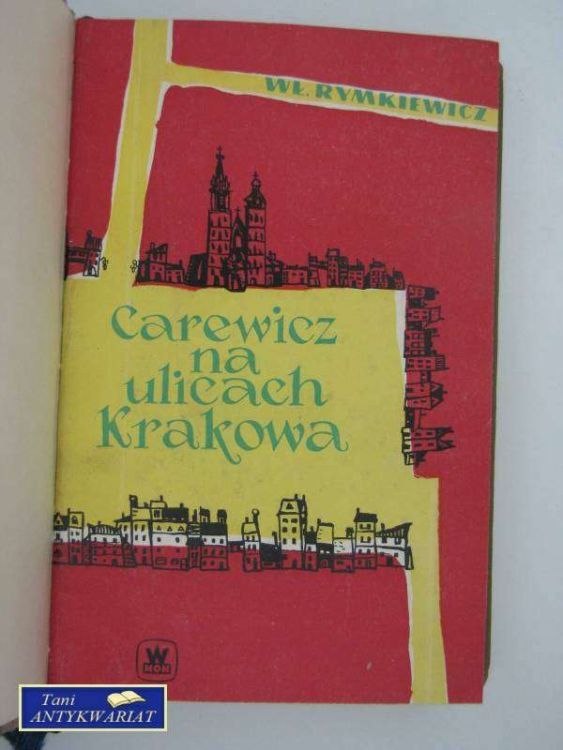 WŁ. RYMKIEWICZ
Carewicz
na
ulicach
Krakowa
W
MON
Tani
ANTYKWARIAT